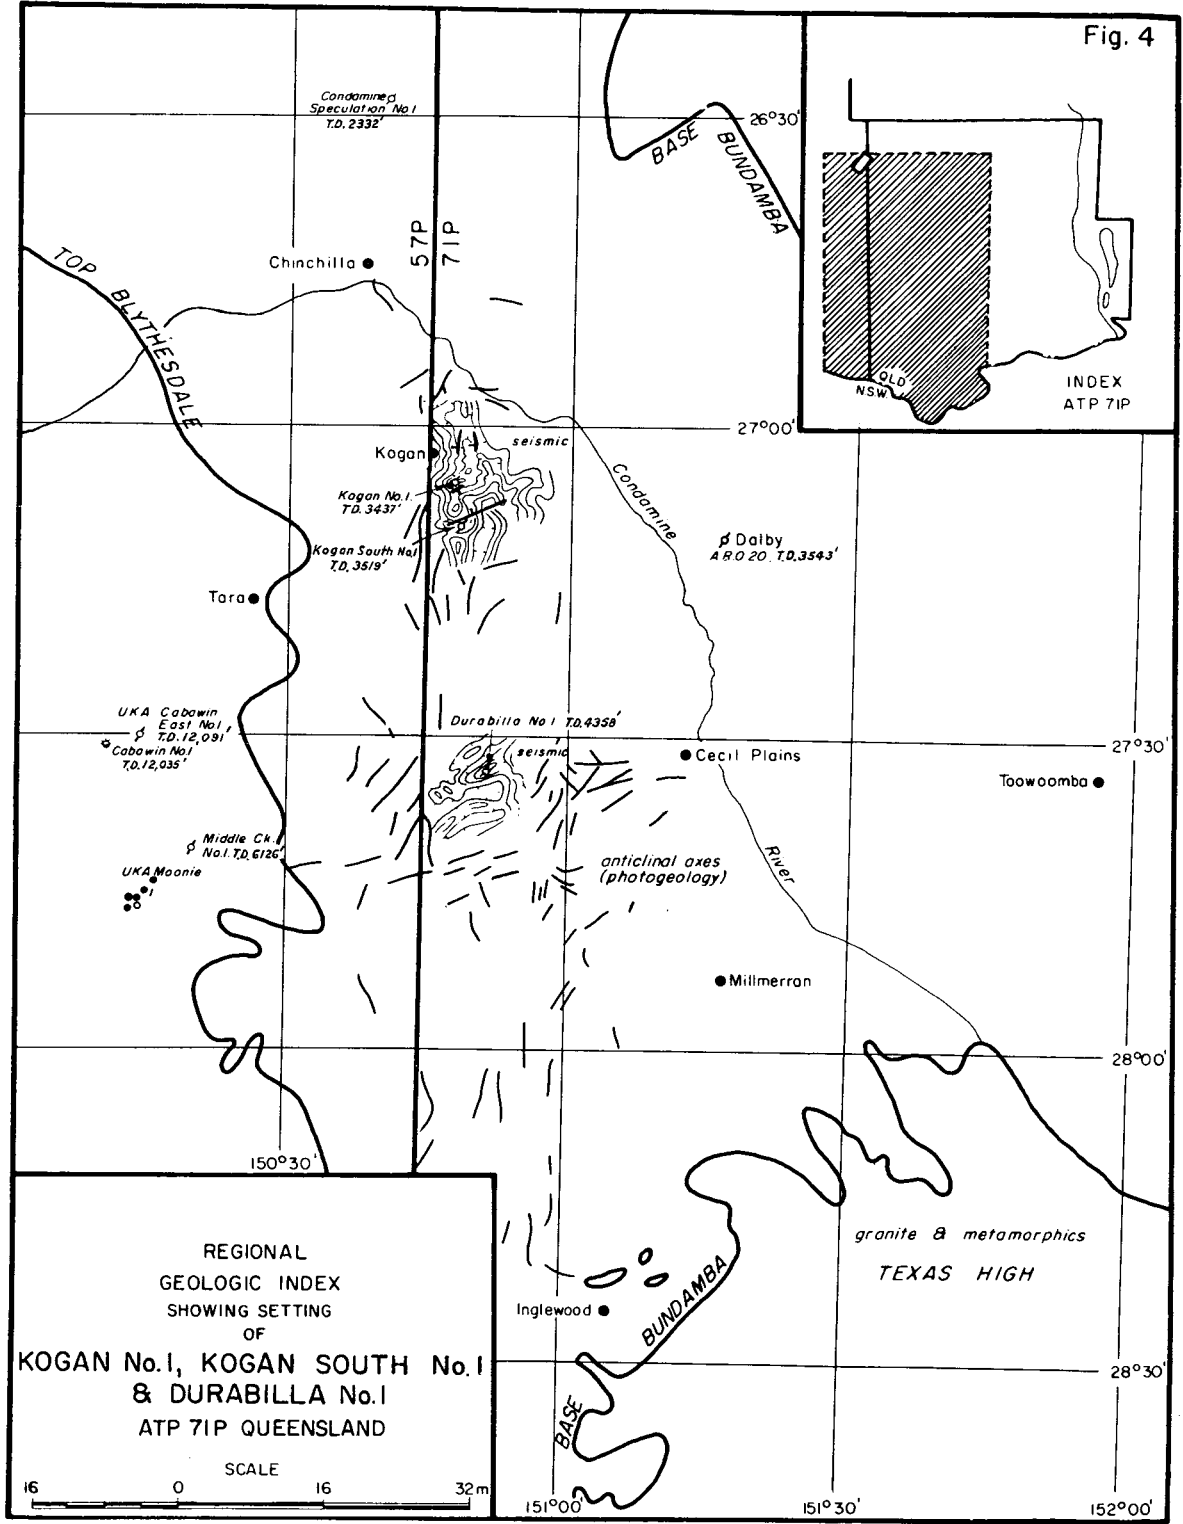 Fig. 4
Condamine
Speculation No 1
T.D. 2332'
26°30'
BASE BUNDAMBA
57P
71P
TOP BLYTHESDALE
Chinchilla
QLD
NSW
INDEX
ATP 71P
27°00'
seismic
Kogan
Kogan No.1.
T.D. 3437'
Kogan South No.1
T.D. 3519'
Condamine
Dalby
A.R.O 20. T.D. 3543'
Tara
UKA Cabawin
East No.1
T.D. 12,091'
Cabawin No.1
T.D. 12,035'
Durabilla No 1 T.D. 4358'
seismic
27°30'
Cecil Plains
Toowoomba
Middle Ck.
No.1. T.D. 6126'
UKA Moonie
1
anticlinal axes
(photogeology)
River
Millmerran
28°00'
150°30'
granite & metamorphics
TEXAS HIGH
Inglewood
BUNDAMBA
BASE
28°30'
REGIONAL
GEOLOGIC INDEX
SHOWING SETTING
OF
KOGAN No.1, KOGAN SOUTH No.1
& DURABILLA No.1
ATP 71P QUEENSLAND
SCALE
16 0 16 32m
151°00' 151°30' 152°00'